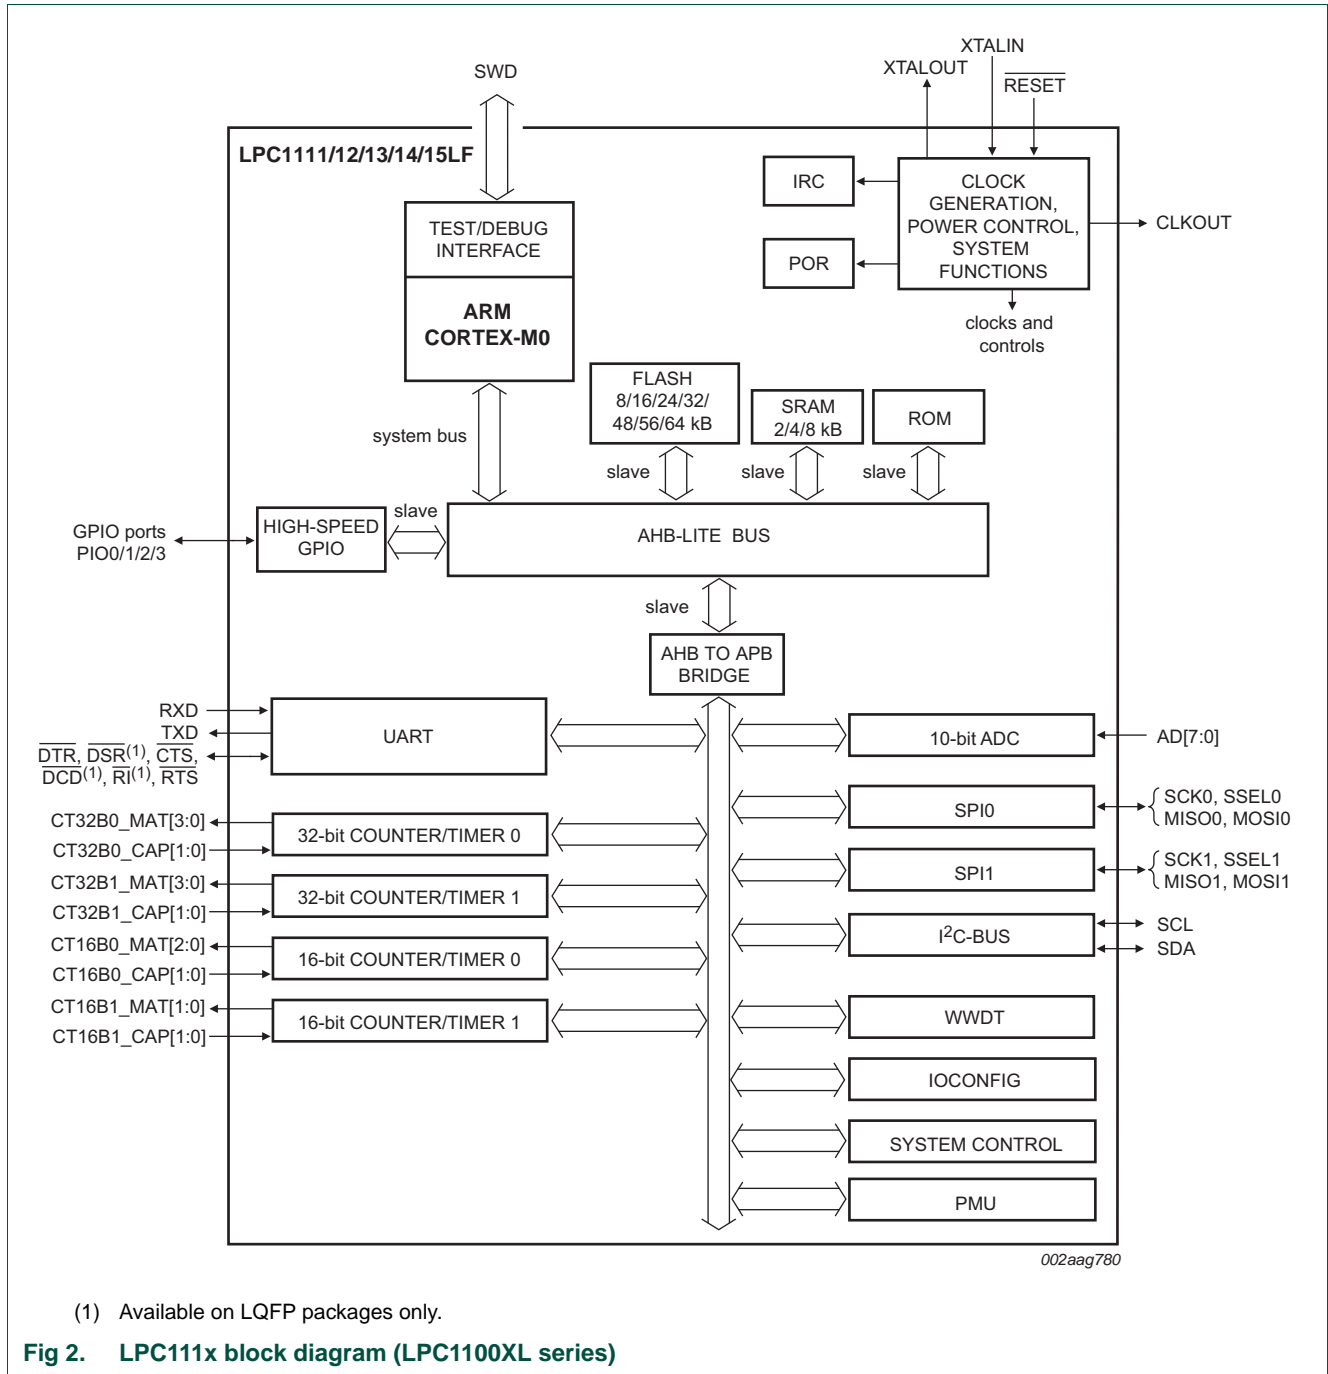 XTALIN
XTALOUT
RESET
SWD
LPC1111/12/13/14/15LF
IRC
CLOCK
GENERATION,
POWER CONTROL,
SYSTEM
FUNCTIONS
CLKOUT
POR
TEST/DEBUG
INTERFACE
ARM
CORTEX-M0
clocks and
controls
FLASH
8/16/24/32/
48/56/64 kB
SRAM
2/4/8 kB
ROM
system bus
slave
slave
slave
GPIO ports
PIO0/1/2/3
HIGH-SPEED
GPIO
slave
AHB-LITE BUS
slave
AHB TO APB
BRIDGE
RXD
TXD
DTR, DSR(1), CTS,
DCD(1), RI(1), RTS
UART
10-bit ADC
AD[7:0]
CT32B0_MAT[3:0]
CT32B0_CAP[1:0]
32-bit COUNTER/TIMER 0
SPI0
SCK0, SSEL0
MISO0, MOSI0
CT32B1_MAT[3:0]
CT32B1_CAP[1:0]
32-bit COUNTER/TIMER 1
SPI1
SCK1, SSEL1
MISO1, MOSI1
CT16B0_MAT[2:0]
CT16B0_CAP[1:0]
16-bit COUNTER/TIMER 0
I2C-BUS
SCL
SDA
CT16B1_MAT[1:0]
CT16B1_CAP[1:0]
16-bit COUNTER/TIMER 1
WWDT
IOCONFIG
SYSTEM CONTROL
PMU
002aag780
(1) Available on LQFP packages only.
Fig 2. LPC111x block diagram (LPC1100XL series)